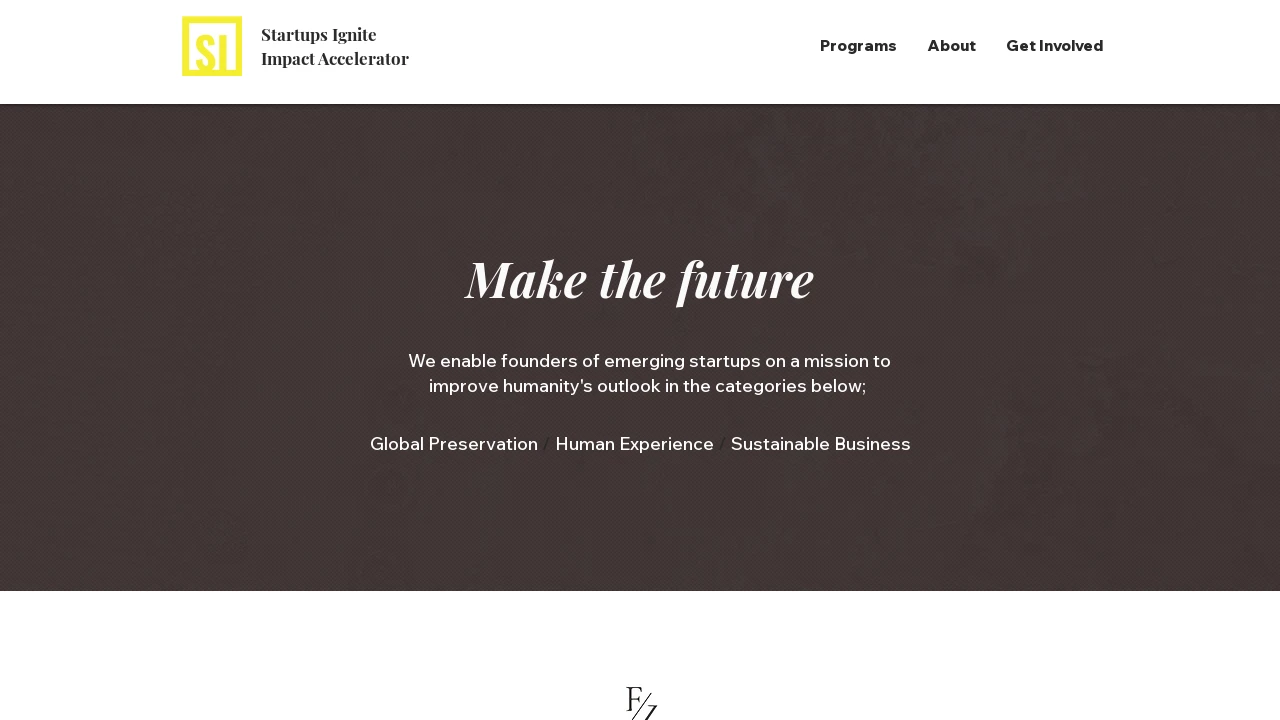 SI
Startups Ignite
Impact Accelerator
Programs
About
Get Involved
Make the future
We enable founders of emerging startups on a mission to
improve humanity's outlook in the categories below;
Global Preservation / Human Experience / Sustainable Business